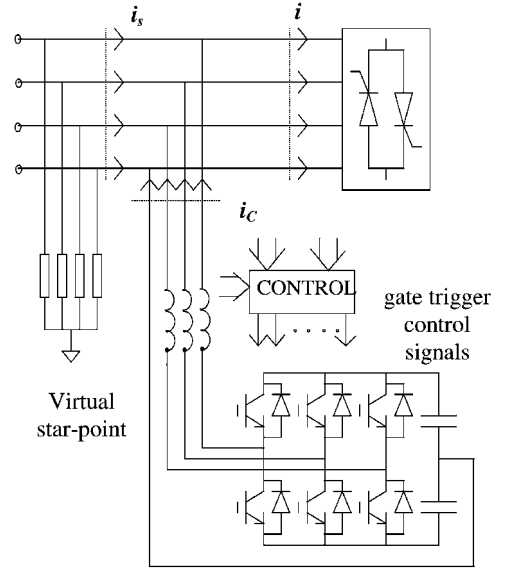 i_s
i
i_C
CONTROL
gate trigger
control
signals
Virtual
star-point